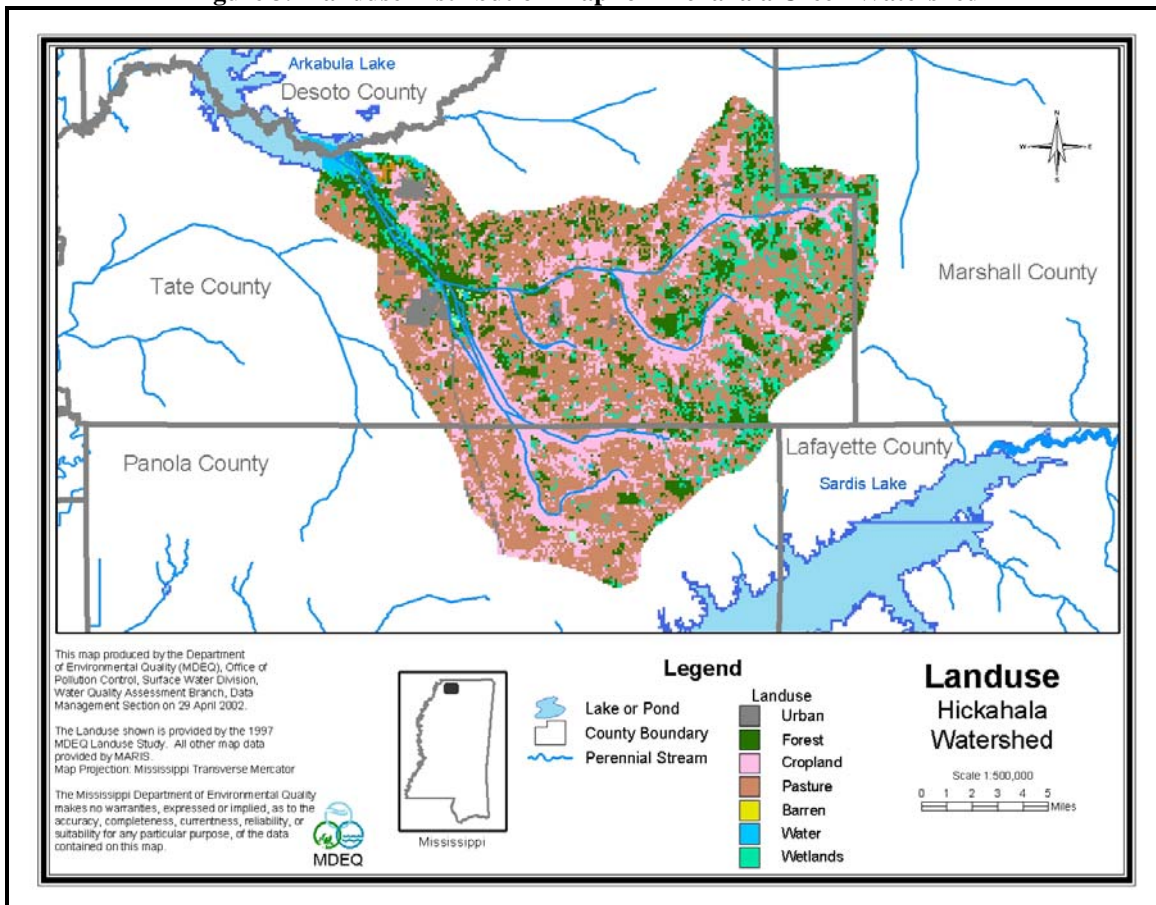 Arkabula Lake
Desoto County
N
W E
S
Tate County
Marshall County
Panola County
Lafayette County
Sardis Lake
This map produced by the Department
of Environmental Quality (MDEQ), Office of
Pollution Control, Surface Water Division,
Water Quality Assessment Branch, Data
Management Section on 29 April 2002.
The Landuse shown is provided by the 1997
MDEQ Landuse Study. All other map data
provided by MARIS.
Map Projection: Mississippi Transverse Mercator
The Mississippi Department of Environmental Quality
makes no warranties, expressed or implied, as to the
accuracy, completeness, currentness, reliability, or
suitability for any particular purpose, of the data
contained on this map.
MDEQ
Mississippi
Legend
Lake or Pond
County Boundary
Perennial Stream
Landuse
Urban
Forest
Cropland
Pasture
Barren
Water
Wetlands
Landuse
Hickahala
Watershed
Scale 1:500,000
0 1 2 3 4 5
Miles